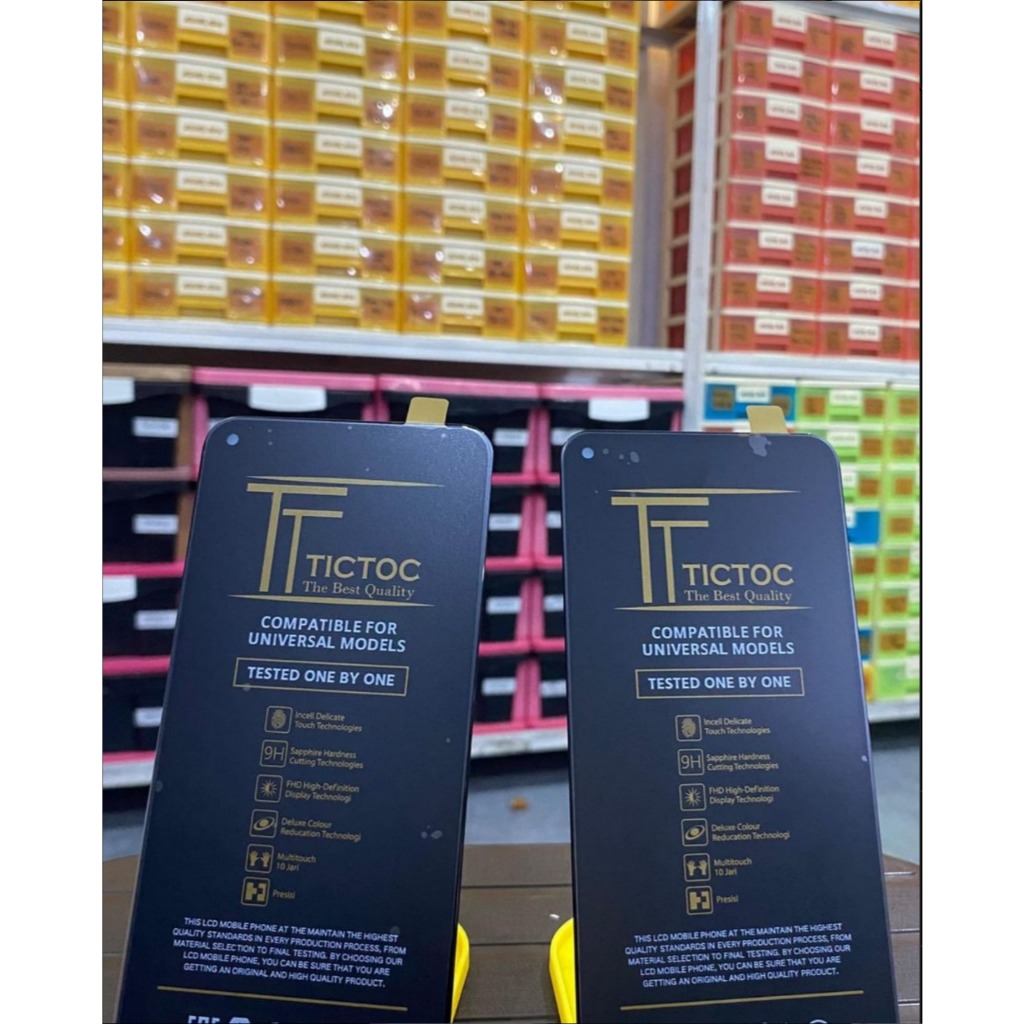 TT
TICTOC
The Best Quality
COMPATIBLE FOR
UNIVERSAL MODELS
TESTED ONE BY ONE
Incell Delicate
Touch Technologies
9H
Sapphire Hardness
Cutting Technologies
FHD High-Definition
Display Technologi
Deluxe Colour
Reducation Technologi
Multitouch
10 Jari
Presisi
THIS LCD MOBILE PHONE AT THE MAINTAIN THE HIGHEST
QUALITY STANDARDS IN EVERY PRODUCTION PROCESS, FROM
MATERIAL SELECTION TO FINAL TESTING. BY CHOOSING OUR
LCD MOBILE PHONE, YOU CAN BE SURE THAT YOU ARE
GETTING AN ORIGINAL AND HIGH QUALITY PRODUCT.
TT
TICTOC
The Best Quality
COMPATIBLE FOR
UNIVERSAL MODELS
TESTED ONE BY ONE
Incell Delicate
Touch Technologies
9H
Sapphire Hardness
Cutting Technologies
FHD High-Definition
Display Technologi
Deluxe Colour
Reducation Technologi
Multitouch
10 Jari
Presisi
THIS LCD MOBILE PHONE AT THE MAINTAIN THE HIGHEST
QUALITY STANDARDS IN EVERY PRODUCTION PROCESS, FROM
MATERIAL SELECTION TO FINAL TESTING. BY CHOOSING OUR
LCD MOBILE PHONE, YOU CAN BE SURE THAT YOU ARE
GETTING AN ORIGINAL AND HIGH QUALITY PRODUCT.